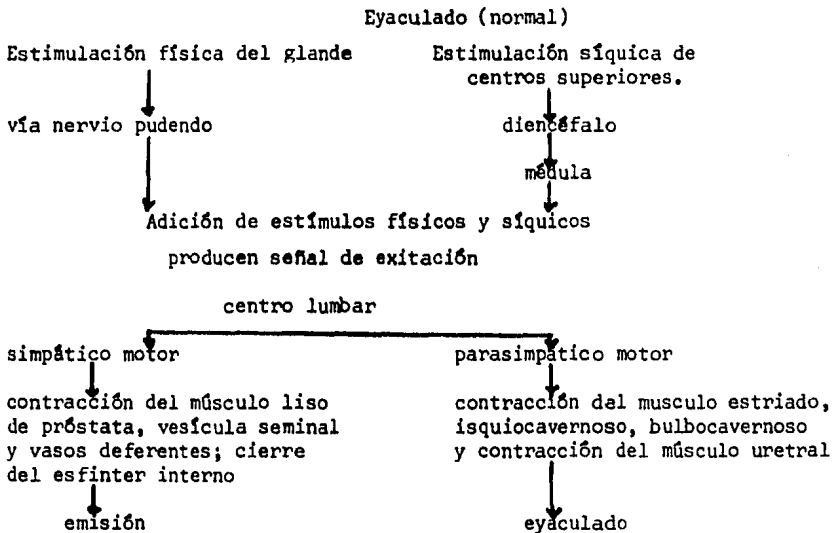 Eyaculado (normal)
Estimulación física del glande
Estimulación síquica de
centros superiores.
vía nervio pudendo
diencéfalo
médula
Adición de estímulos físicos y síquicos
producen señal de exitación
centro lumbar
simpático motor
parasimpático motor
contracción del músculo liso
de próstata, vesícula seminal
y vasos deferentes; cierre
del esfinter interno
contracción del musculo estriado,
isquiocavernoso, bulbocavernoso
y contracción del músculo uretral
emisión
eyaculado